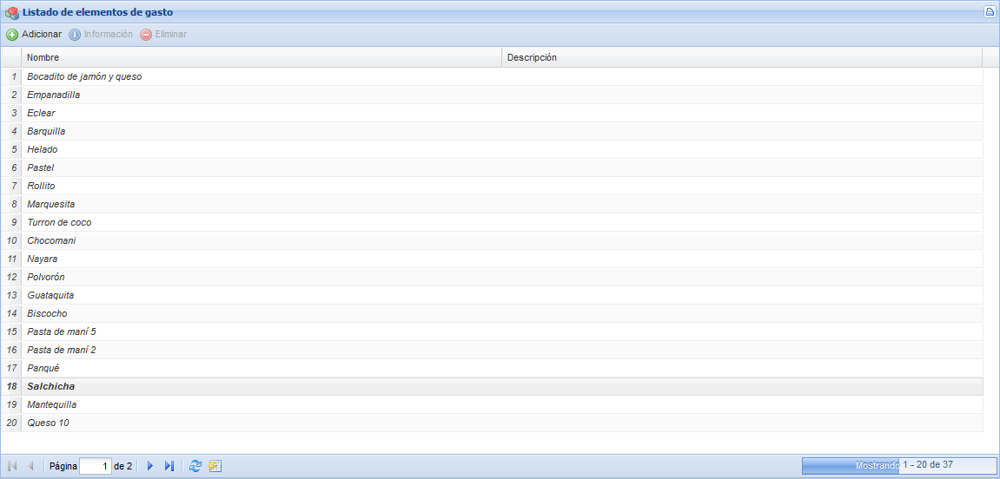 Listado de elementos de gasto
Adicionar Información Eliminar
Nombre Descripción
1 Bocadito de jamón y queso
2 Empanadilla
3 Eclear
4 Barquilla
5 Helado
6 Pastel
7 Rollito
8 Marquesita
9 Turron de coco
10 Chocomani
11 Nayara
12 Polvorón
13 Guataquita
14 Biscocho
15 Pasta de maní 5
16 Pasta de maní 2
17 Panqué
18 Salchicha
19 Mantequilla
20 Queso 10
Página 1 de 2 Mostrando 1 - 20 de 37